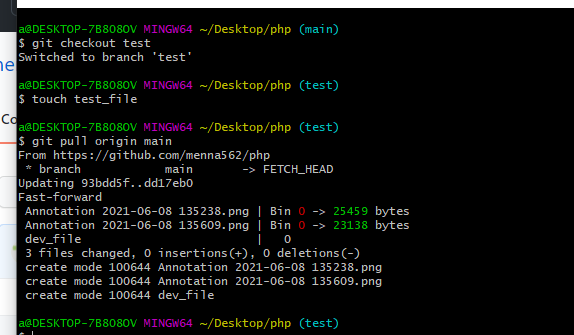 ne
Co
a@DESKTOP-7B808OV MINGW64 ~/Desktop/php (main)
$ git checkout test
Switched to branch 'test'
a@DESKTOP-7B808OV MINGW64 ~/Desktop/php (test)
$ touch test_file
a@DESKTOP-7B808OV MINGW64 ~/Desktop/php (test)
$ git pull origin main
From https://github.com/menna562/php
 * branch            main       -> FETCH_HEAD
Updating 93bdd5f..dd17eb0
Fast-forward
 Annotation 2021-06-08 135238.png | Bin 0 -> 25459 bytes
 Annotation 2021-06-08 135609.png | Bin 0 -> 23138 bytes
 dev_file                         |   0
 3 files changed, 0 insertions(+), 0 deletions(-)
 create mode 100644 Annotation 2021-06-08 135238.png
 create mode 100644 Annotation 2021-06-08 135609.png
 create mode 100644 dev_file
a@DESKTOP-7B808OV MINGW64 ~/Desktop/php (test)
$